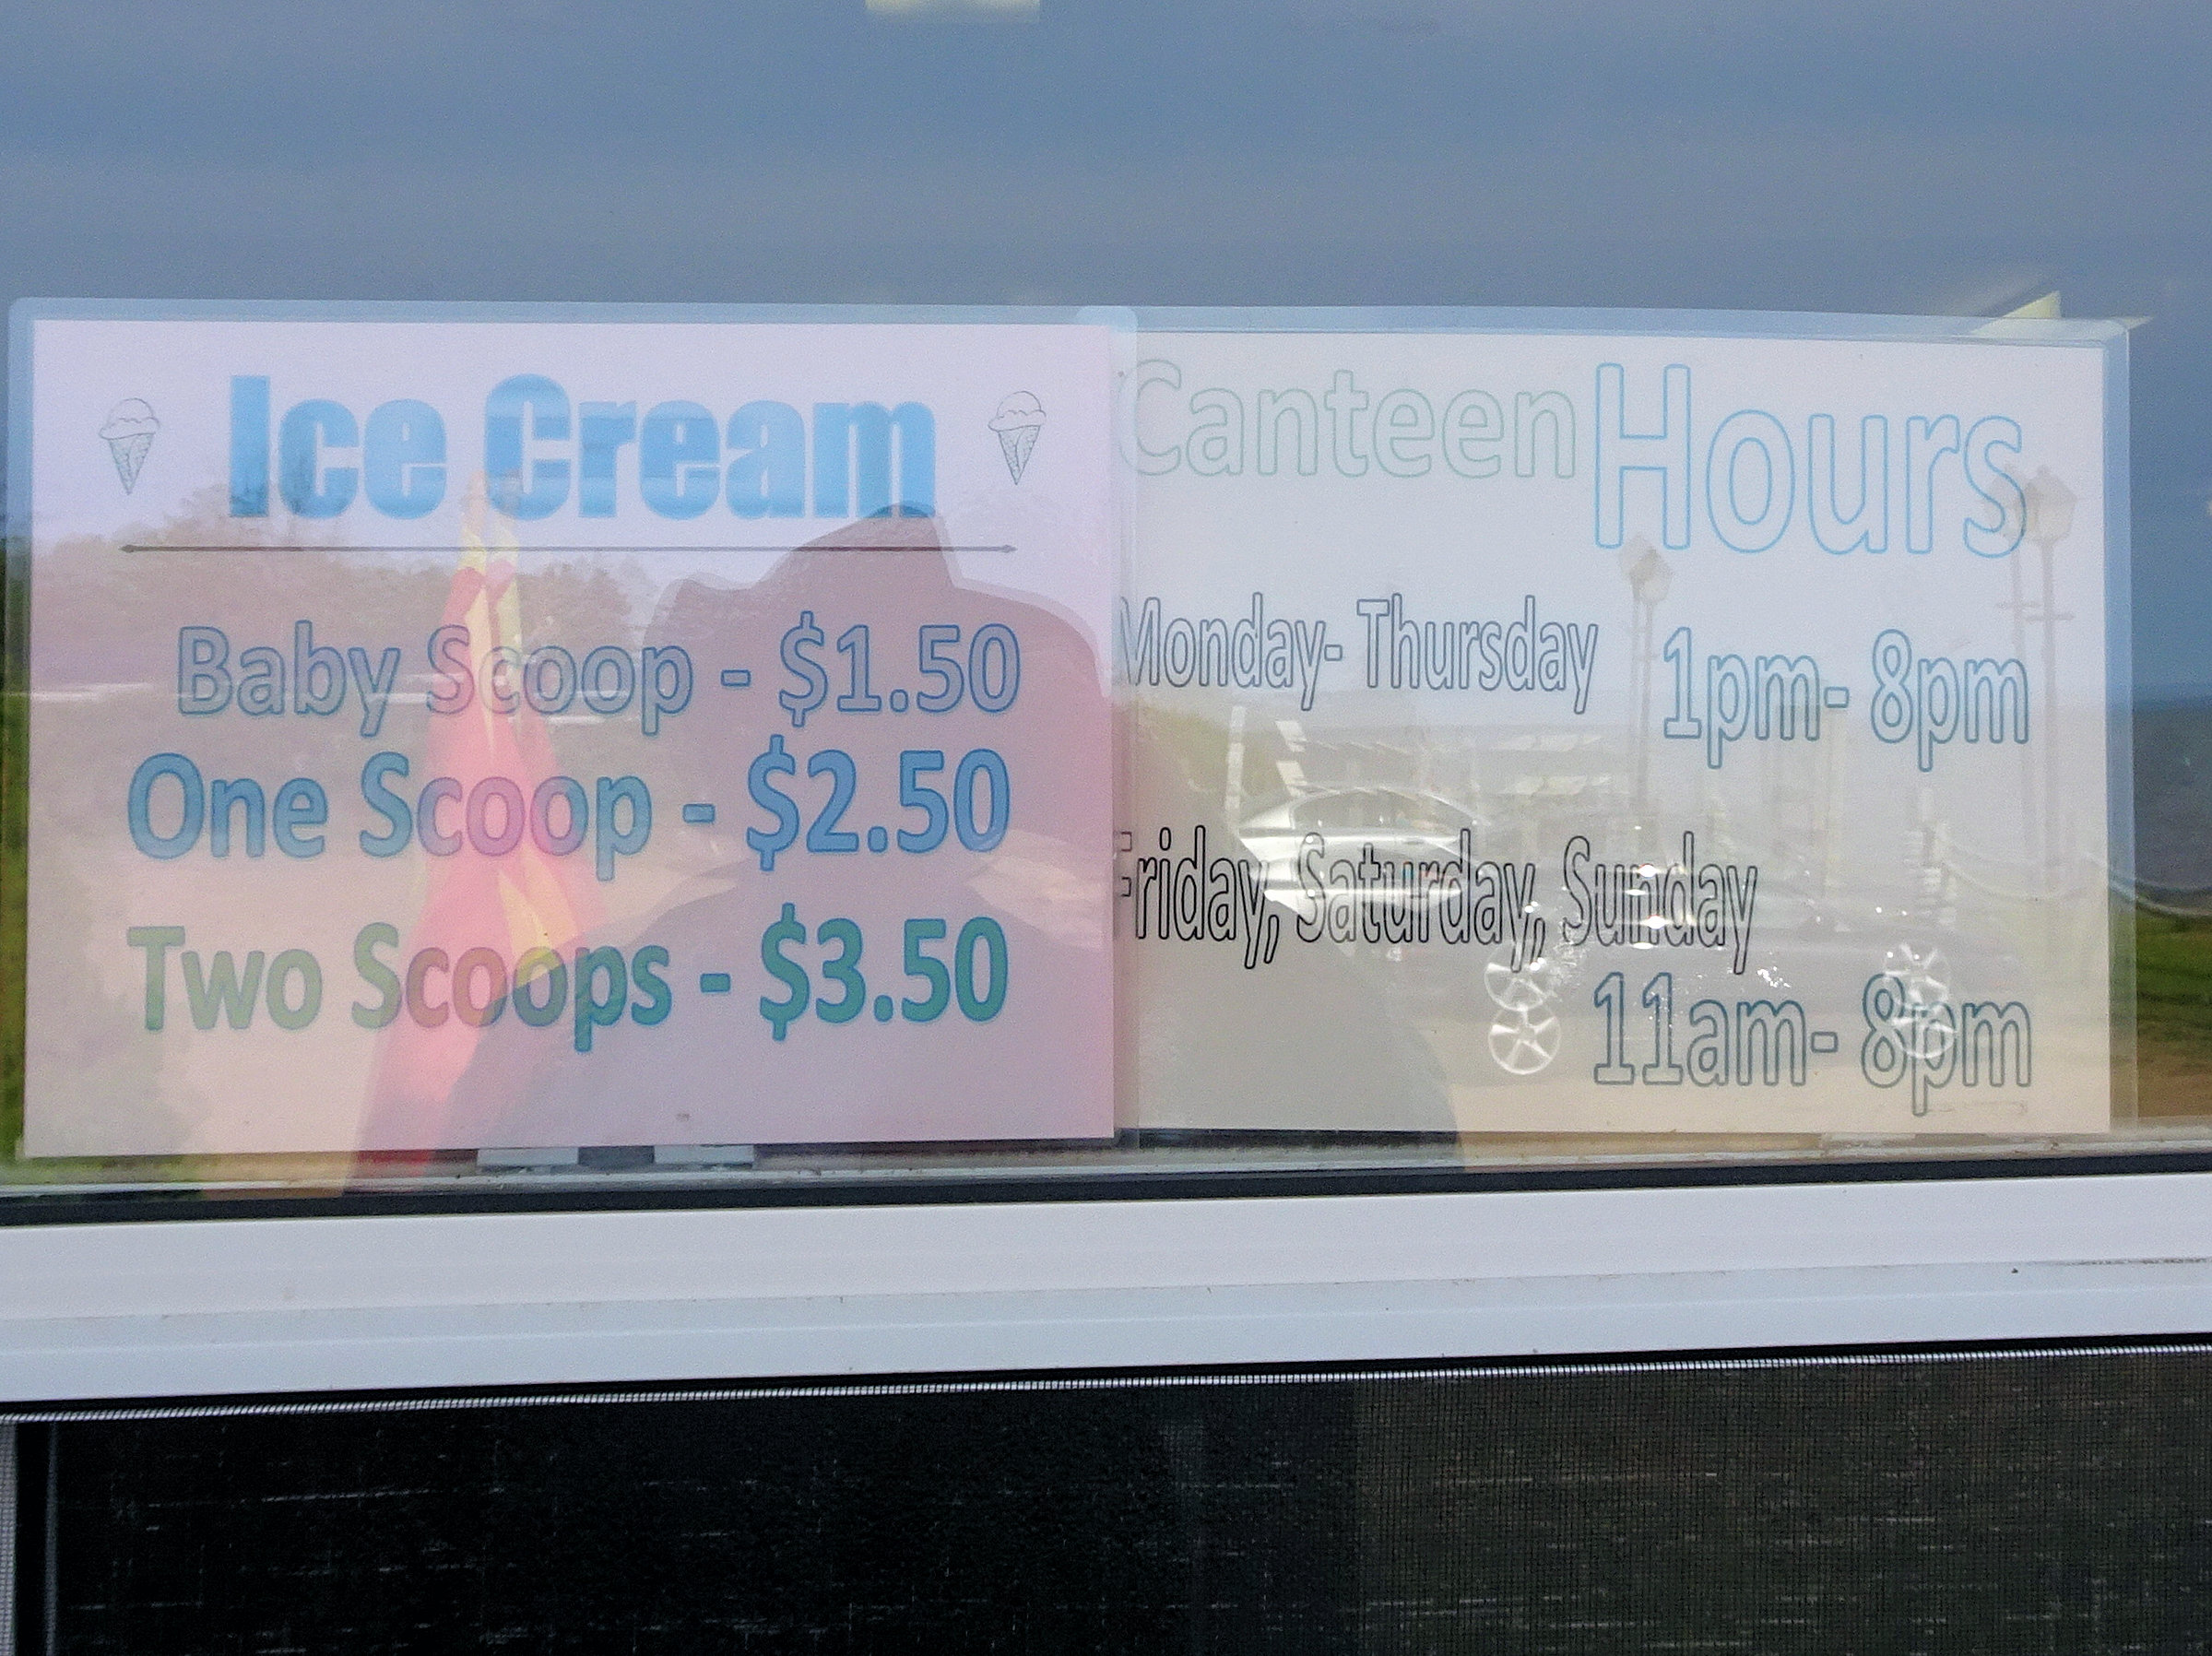 Ice Cream
Baby Scoop - $1.50
One Scoop - $2.50
Two Scoops - $3.50
Canteen Hours
Monday- Thursday 1pm- 8pm
Friday, Saturday, Sunday
11am- 8pm